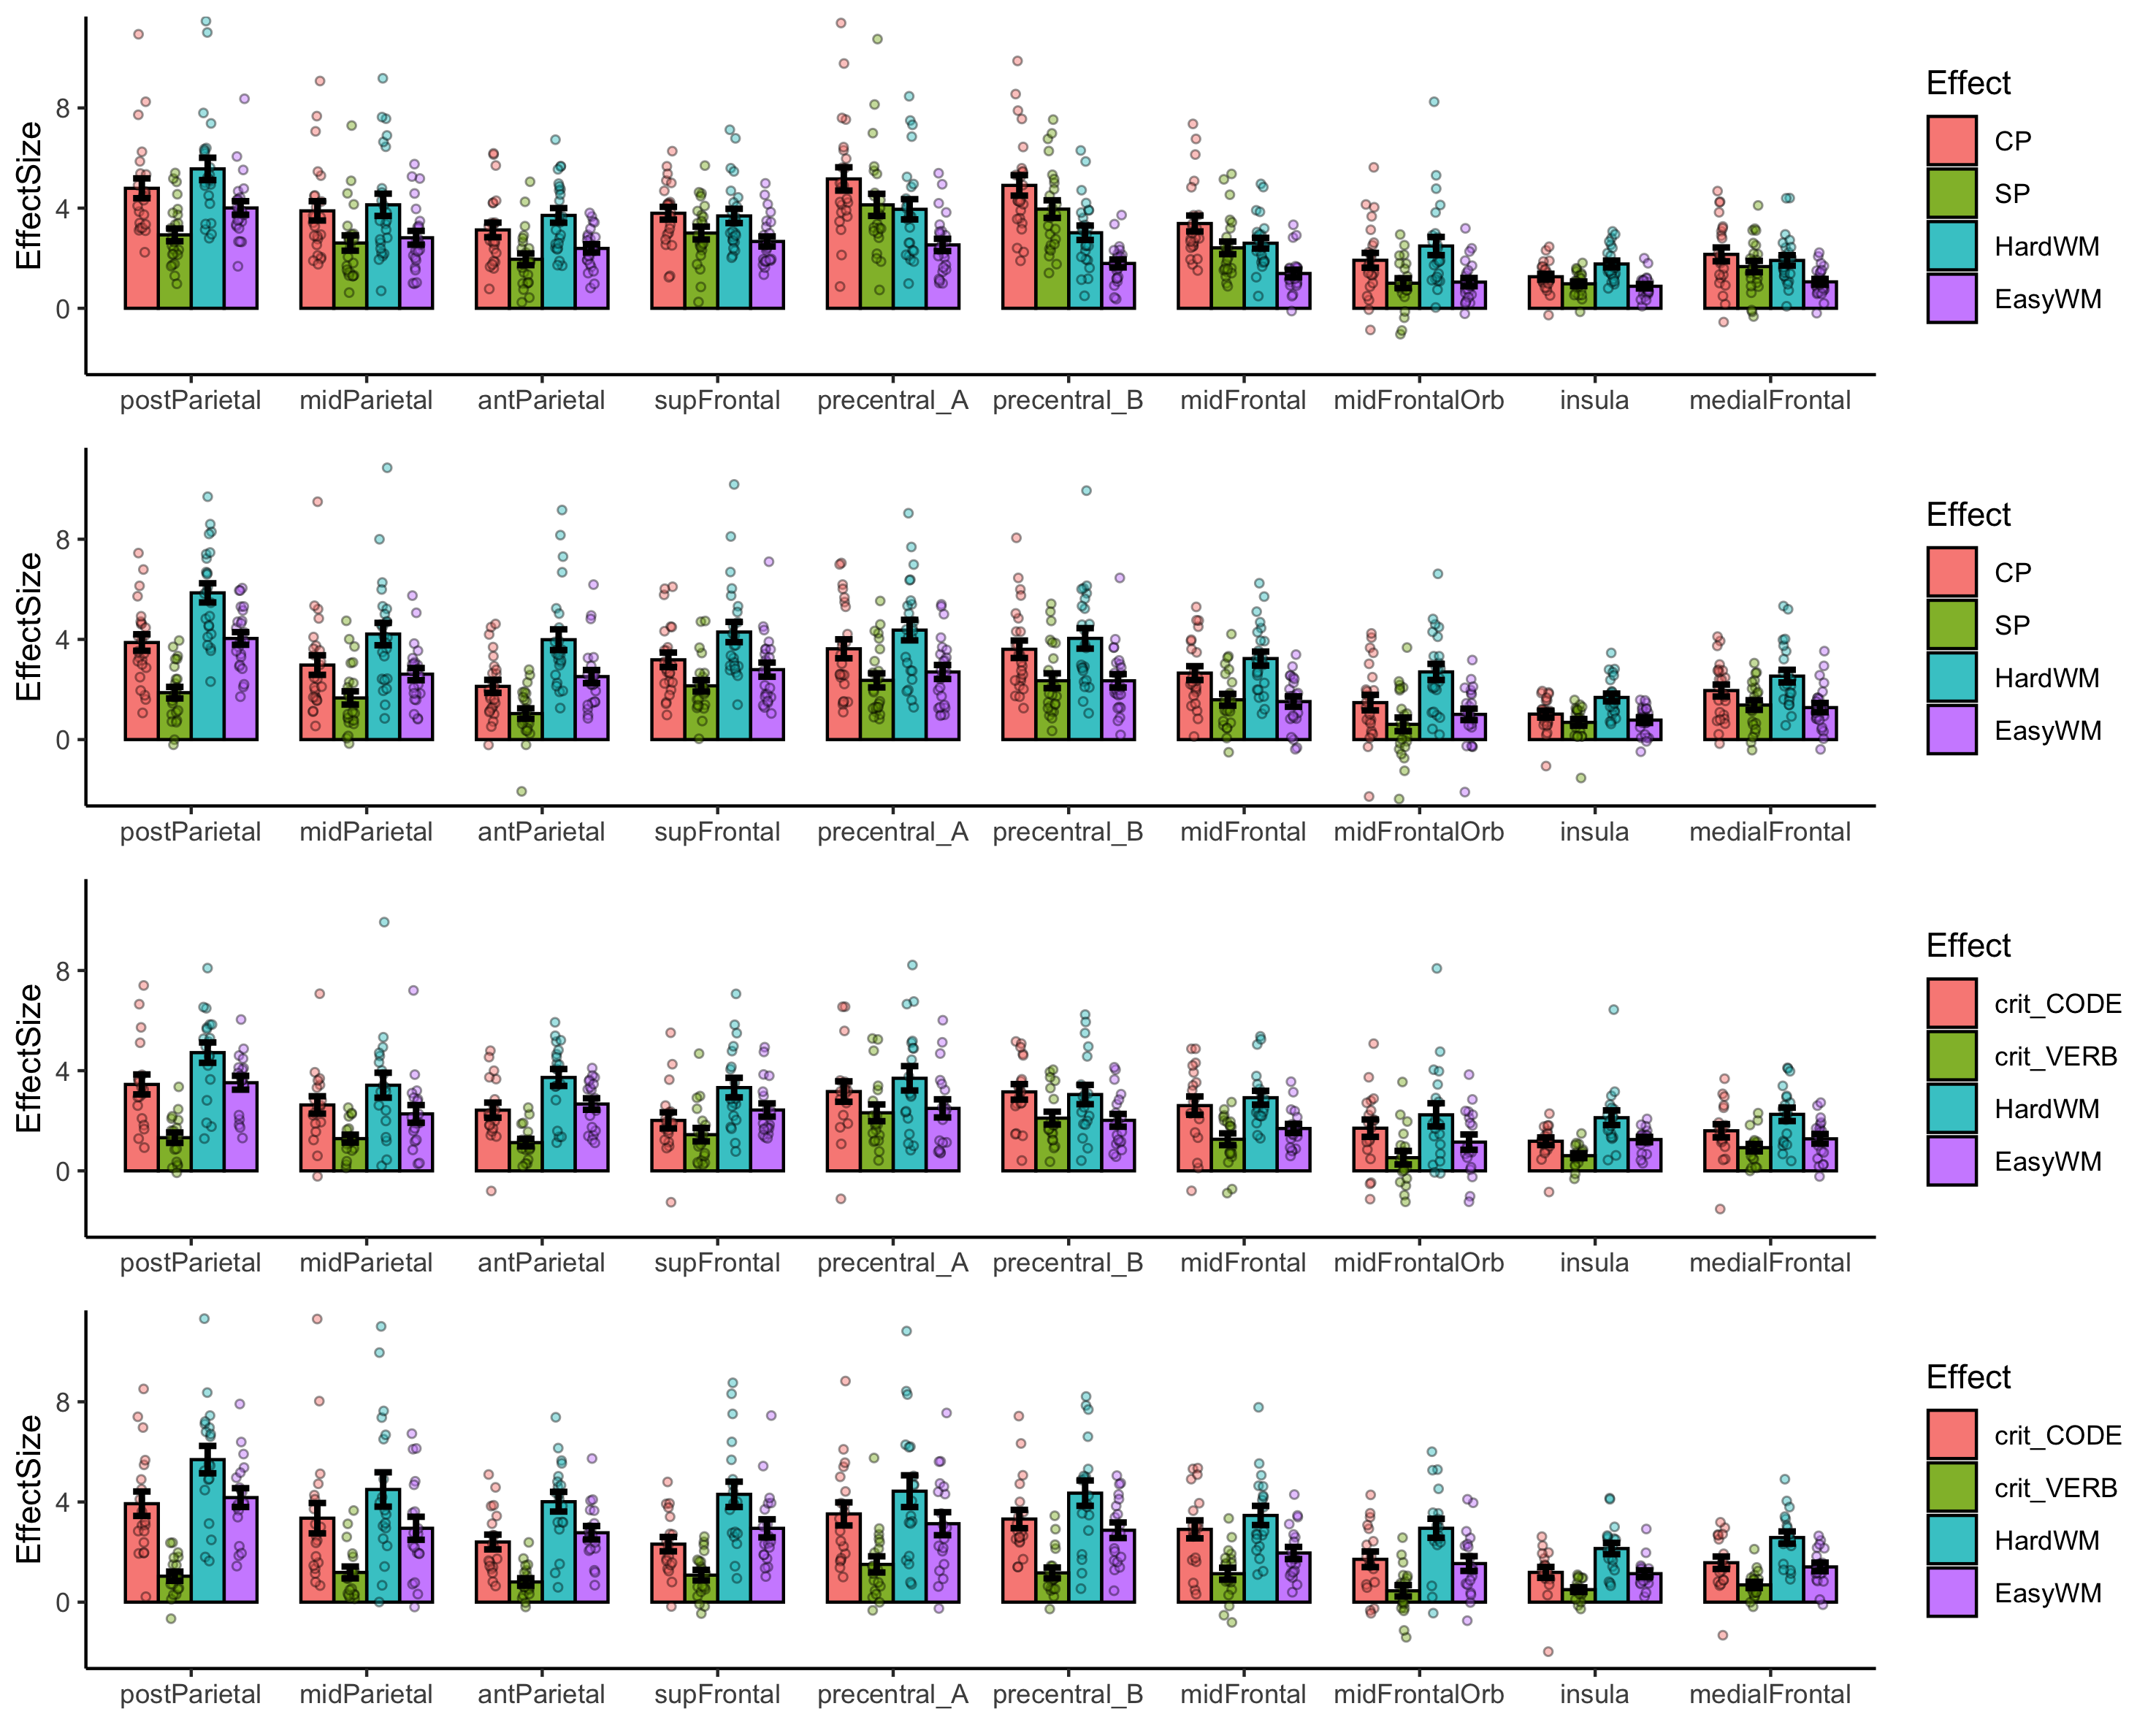 EffectSize
8
4
0
postParietal midParietal antParietal supFrontal precentral_A precentral_B midFrontal midFrontalOrb insula medialFrontal
Effect
CP
SP
HardWM
EasyWM
EffectSize
8
4
0
postParietal midParietal antParietal supFrontal precentral_A precentral_B midFrontal midFrontalOrb insula medialFrontal
Effect
CP
SP
HardWM
EasyWM
EffectSize
8
4
0
postParietal midParietal antParietal supFrontal precentral_A precentral_B midFrontal midFrontalOrb insula medialFrontal
Effect
crit_CODE
crit_VERB
HardWM
EasyWM
EffectSize
8
4
0
postParietal midParietal antParietal supFrontal precentral_A precentral_B midFrontal midFrontalOrb insula medialFrontal
Effect
crit_CODE
crit_VERB
HardWM
EasyWM